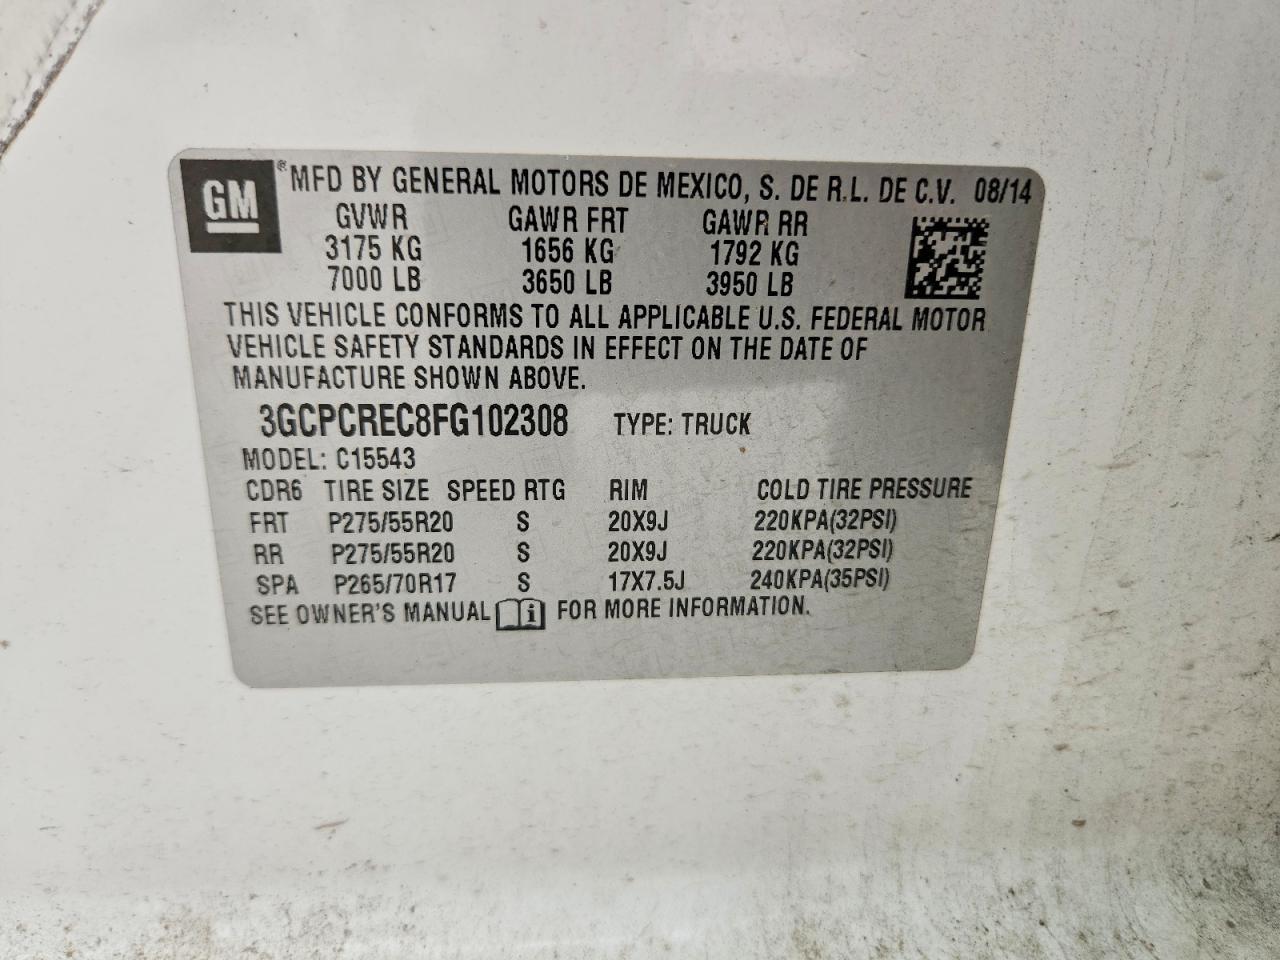 GM ® MFD BY GENERAL MOTORS DE MEXICO, S. DE R.L. DE C.V. 08/14
GVWR GAWR FRT GAWR RR
3175 KG 1656 KG 1792 KG
7000 LB 3650 LB 3950 LB
THIS VEHICLE CONFORMS TO ALL APPLICABLE U.S. FEDERAL MOTOR
VEHICLE SAFETY STANDARDS IN EFFECT ON THE DATE OF
MANUFACTURE SHOWN ABOVE.
3GCPCREC8FG102308 TYPE: TRUCK
MODEL: C15543
CDR6 TIRE SIZE SPEED RTG RIM COLD TIRE PRESSURE
FRT P275/55R20 S 20X9J 220KPA(32PSI)
RR P275/55R20 S 20X9J 220KPA(32PSI)
SPA P265/70R17 S 17X7.5J 240KPA(35PSI)
SEE OWNER'S MANUAL i FOR MORE INFORMATION.